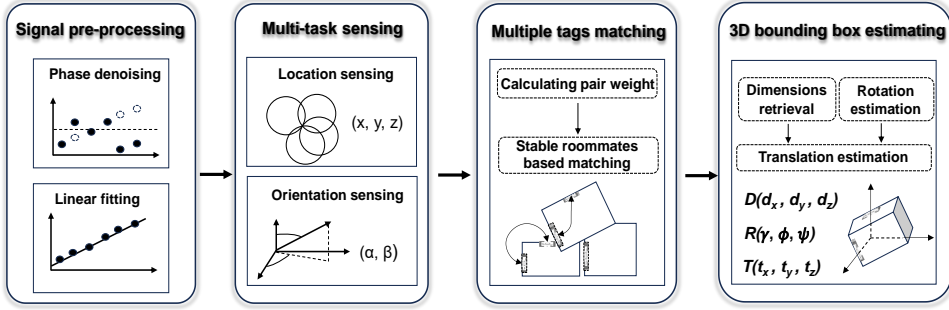 Signal pre-processing
Phase denoising
Linear fitting
Multi-task sensing
Location sensing
(x, y, z)
Orientation sensing
(α, β)
Multiple tags matching
Calculating pair weight
Stable roommates
based matching
3D bounding box estimating
Dimensions
retrieval
Rotation
estimation
Translation estimation
D(dx , dy , dz)
R(γ, ϕ, ψ)
T(tx , ty , tz)